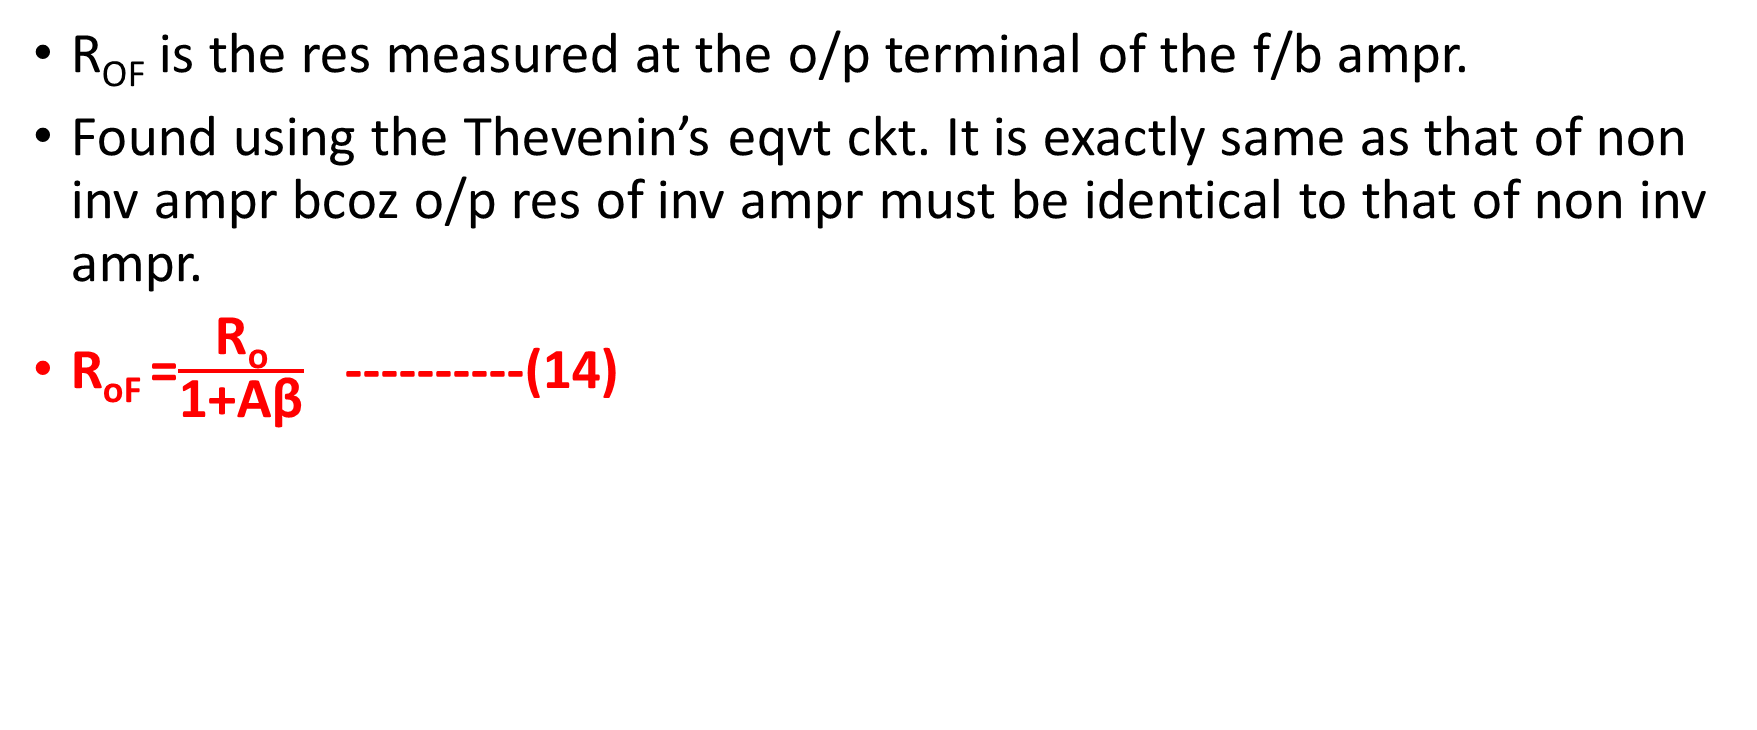 • R_OF is the res measured at the o/p terminal of the f/b ampr.
• Found using the Thevenin’s eqvt ckt. It is exactly same as that of non
inv ampr bcoz o/p res of inv ampr must be identical to that of non inv
ampr.
• R_oF = R_o / 1+Aβ ----------(14)